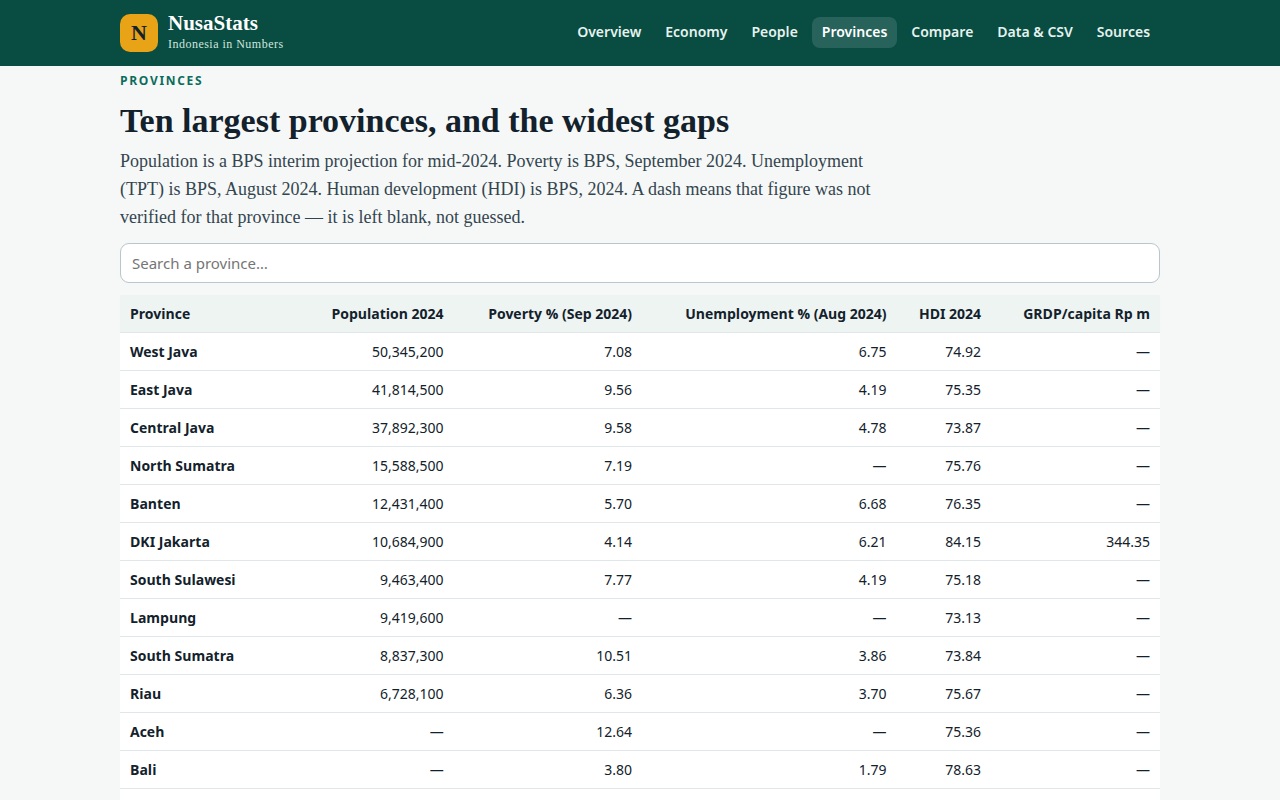 N
NusaStats
Indonesia in Numbers
Overview Economy People Provinces Compare Data & CSV Sources
PROVINCES
Ten largest provinces, and the widest gaps
Population is a BPS interim projection for mid-2024. Poverty is BPS, September 2024. Unemployment
(TPT) is BPS, August 2024. Human development (HDI) is BPS, 2024. A dash means that figure was not
verified for that province — it is left blank, not guessed.
Search a province...
Province Population 2024 Poverty % (Sep 2024) Unemployment % (Aug 2024) HDI 2024 GRDP/capita Rp m
West Java 50,345,200 7.08 6.75 74.92 —
East Java 41,814,500 9.56 4.19 75.35 —
Central Java 37,892,300 9.58 4.78 73.87 —
North Sumatra 15,588,500 7.19 — 75.76 —
Banten 12,431,400 5.70 6.68 76.35 —
DKI Jakarta 10,684,900 4.14 6.21 84.15 344.35
South Sulawesi 9,463,400 7.77 4.19 75.18 —
Lampung 9,419,600 — — 73.13 —
South Sumatra 8,837,300 10.51 3.86 73.84 —
Riau 6,728,100 6.36 3.70 75.67 —
Aceh — 12.64 — 75.36 —
Bali — 3.80 1.79 78.63 —